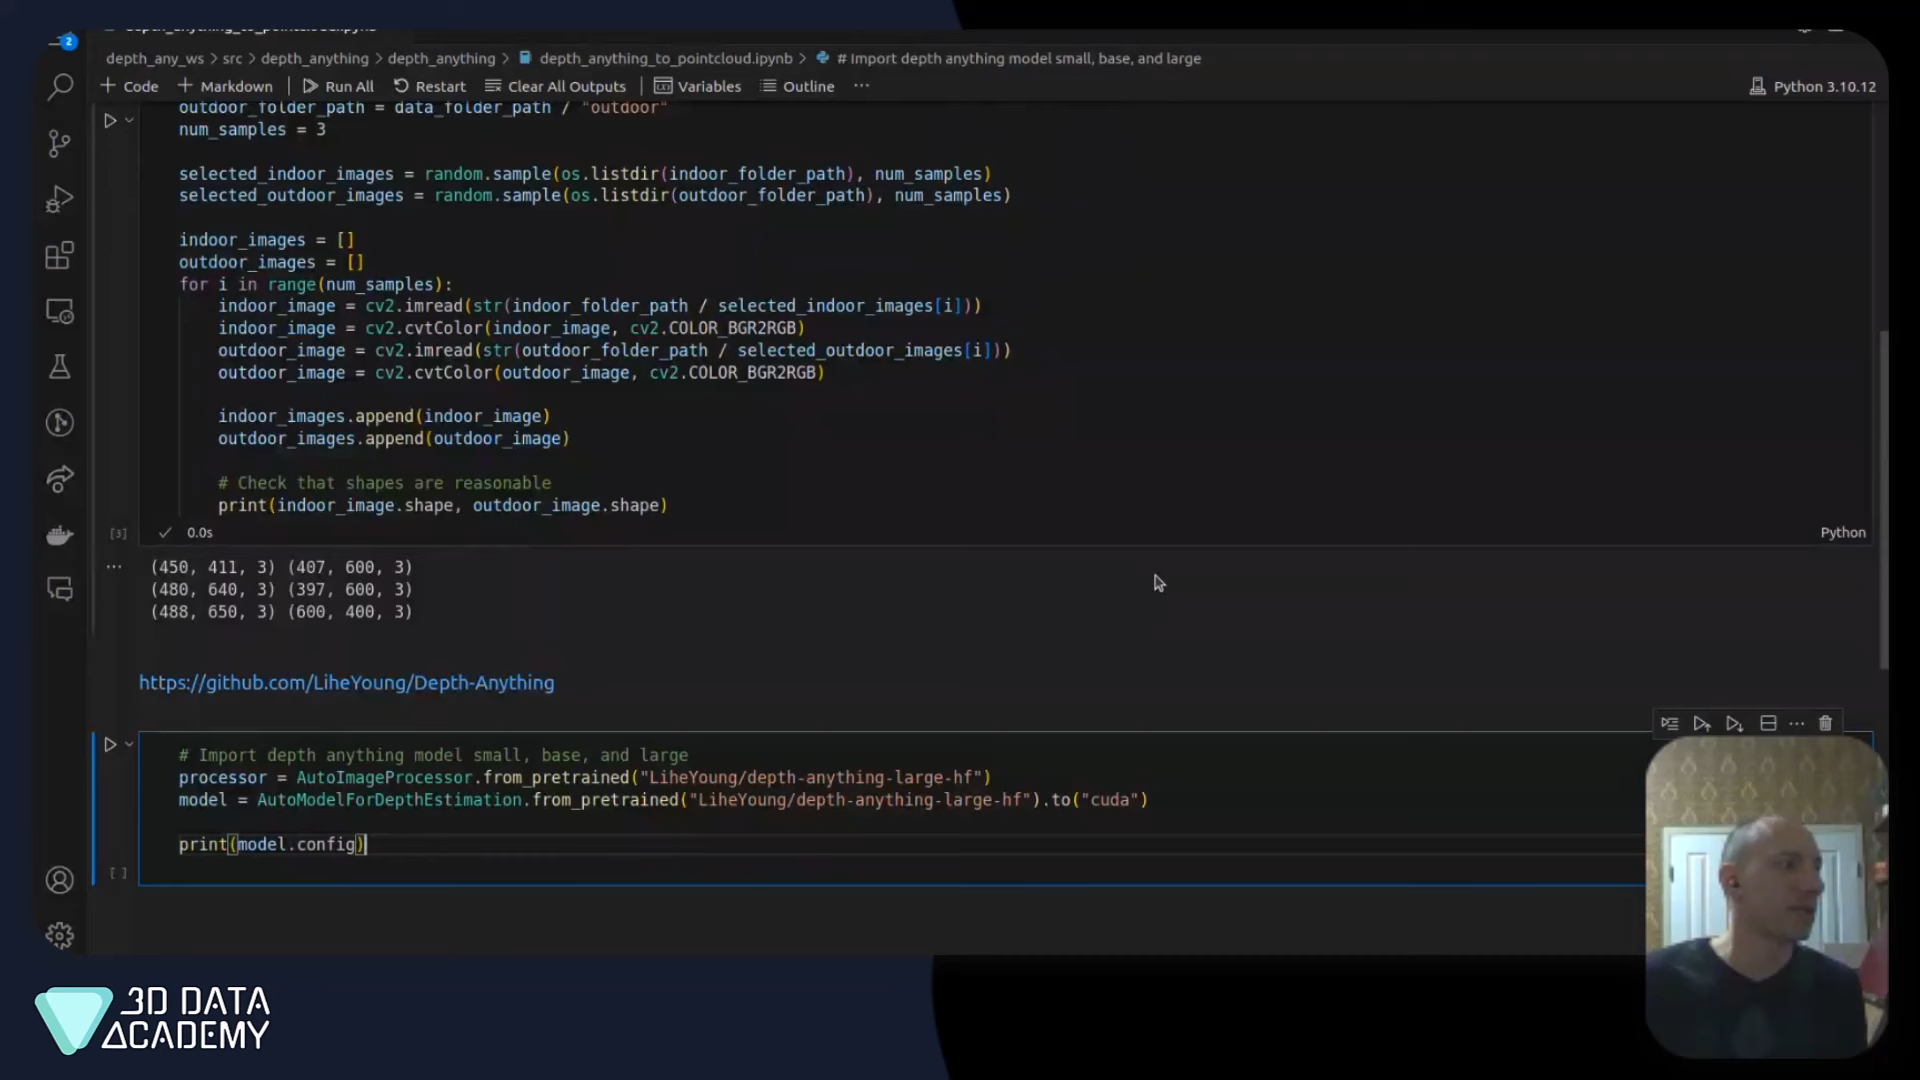 depth_anything_to_pointcloud.ipynb
2
depth_any_ws > src > depth_anything > depth_anything > depth_anything_to_pointcloud.ipynb > # Import depth anything model small, base, and large
+ Code + Markdown Run All Restart Clear All Outputs Variables Outline ... Python 3.10.12
outdoor_folder_path = data_folder_path / "outdoor"
num_samples = 3
selected_indoor_images = random.sample(os.listdir(indoor_folder_path), num_samples)
selected_outdoor_images = random.sample(os.listdir(outdoor_folder_path), num_samples)
indoor_images = []
outdoor_images = []
for i in range(num_samples):
indoor_image = cv2.imread(str(indoor_folder_path / selected_indoor_images[i]))
indoor_image = cv2.cvtColor(indoor_image, cv2.COLOR_BGR2RGB)
outdoor_image = cv2.imread(str(outdoor_folder_path / selected_outdoor_images[i]))
outdoor_image = cv2.cvtColor(outdoor_image, cv2.COLOR_BGR2RGB)
indoor_images.append(indoor_image)
outdoor_images.append(outdoor_image)
# Check that shapes are reasonable
print(indoor_image.shape, outdoor_image.shape)
[3] 0.0s Python
... (450, 411, 3) (407, 600, 3)
(480, 640, 3) (397, 600, 3)
(488, 650, 3) (600, 400, 3)
https://github.com/LiheYoung/Depth-Anything
# Import depth anything model small, base, and large
processor = AutoImageProcessor.from_pretrained("LiheYoung/depth-anything-large-hf")
model = AutoModelForDepthEstimation.from_pretrained("LiheYoung/depth-anything-large-hf").to("cuda")
print(model.config)
[ ]
3D DATA
ACADEMY